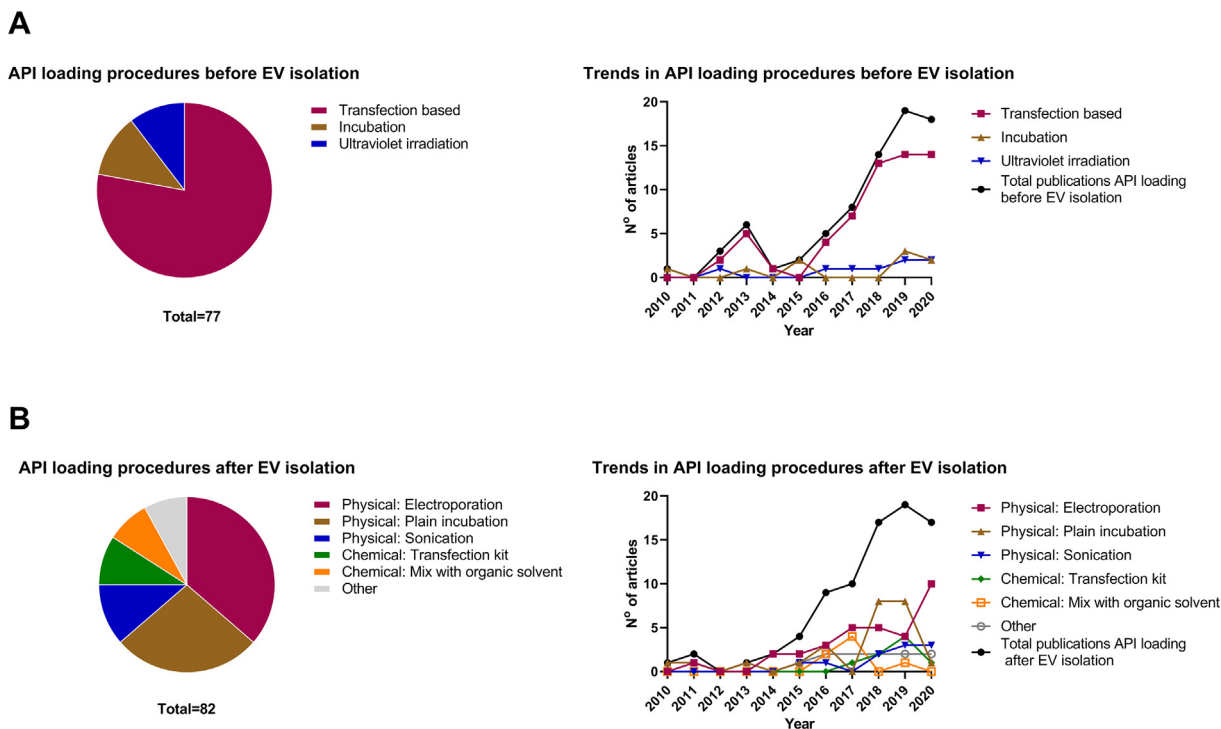 A
API loading procedures before EV isolation
Transfection based
Incubation
Ultraviolet irradiation
Total=77
Trends in API loading procedures before EV isolation
20
15
10
5
0
Nº of articles
2010
2011
2012
2013
2014
2015
2016
2017
2018
2019
2020
Year
Transfection based
Incubation
Ultraviolet irradiation
Total publications API loading
before EV isolation
B
API loading procedures after EV isolation
Physical: Electroporation
Physical: Plain incubation
Physical: Sonication
Chemical: Transfection kit
Chemical: Mix with organic solvent
Other
Total=82
Trends in API loading procedures after EV isolation
20
15
10
5
0
Nº of articles
2010
2011
2012
2013
2014
2015
2016
2017
2018
2019
2020
Year
Physical: Electroporation
Physical: Plain incubation
Physical: Sonication
Chemical: Transfection kit
Chemical: Mix with organic solvent
Other
Total publications API loading
after EV isolation